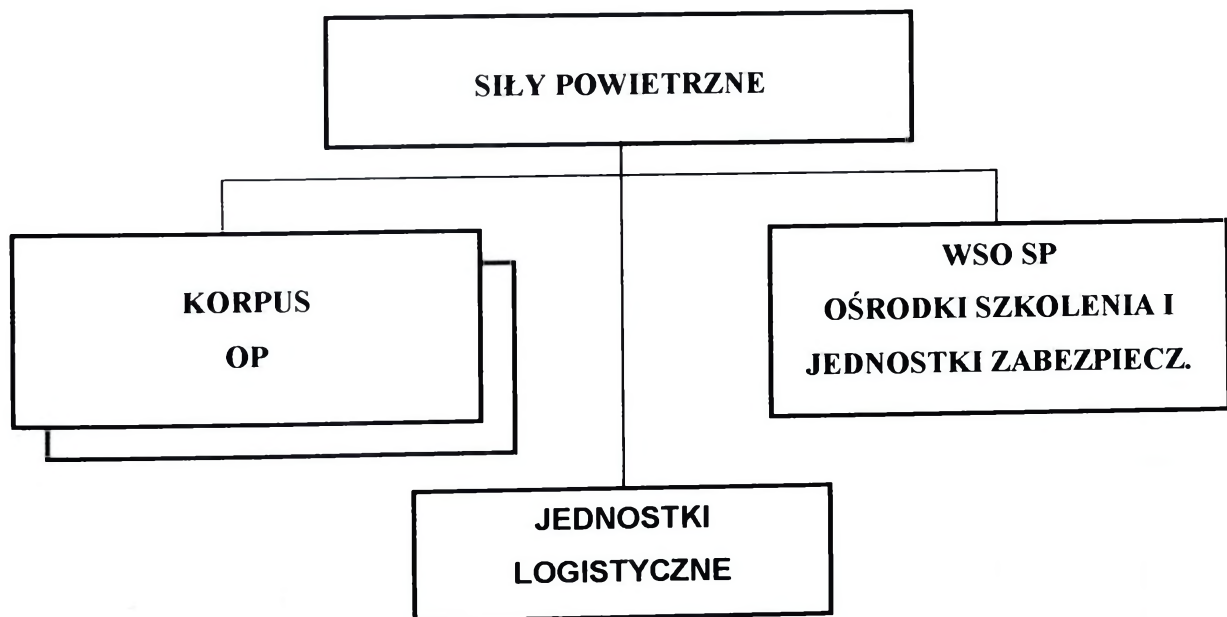 SIŁY POWIETRZNE
KORPUS
OP
WSO SP
OŚRODKI SZKOLENIA I
JEDNOSTKI ZABEZPIECZ.
JEDNOSTKI
LOGISTYCZNE